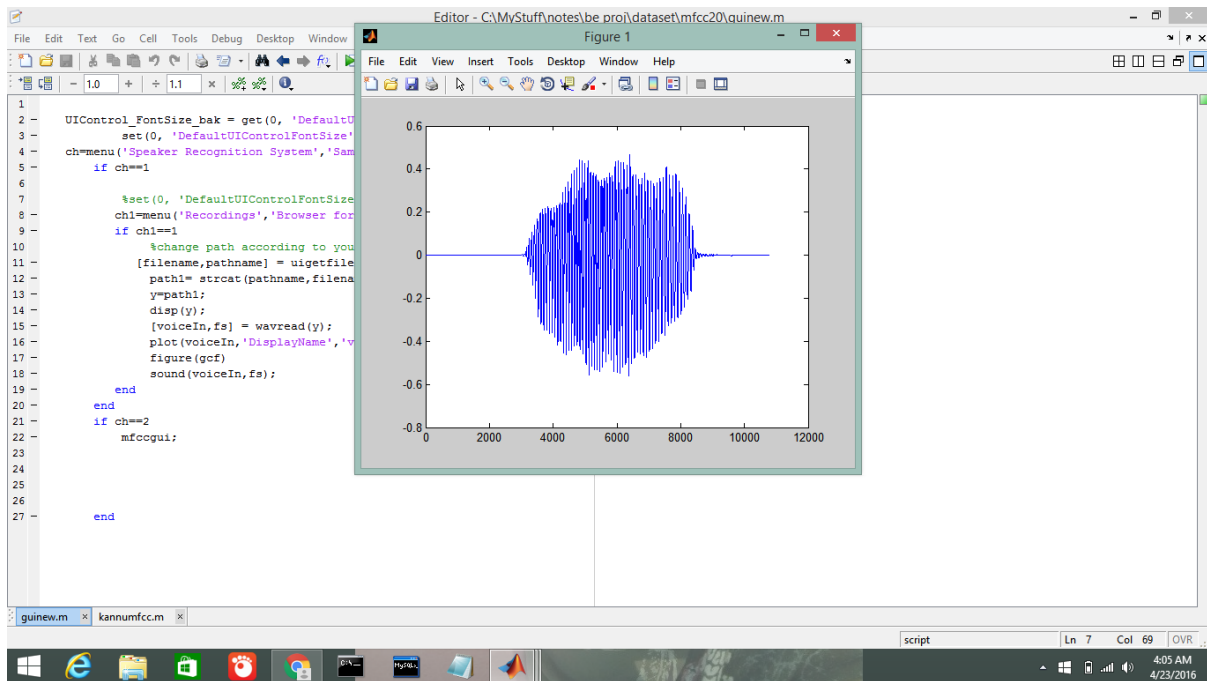 Editor - C:\MyStuff\notes\be proj\dataset\mfcc20\guinew.m
File Edit Text Go Cell Tools Debug Desktop Window
1.0
1.1
1
2 UIControl_FontSize_bak = get(0, 'DefaultU
3 set(0, 'DefaultUIControlFontSize'
4 ch=menu('Speaker Recognition System','Sam
5 if ch==1
6
7 %set(0, 'DefaultUIControlFontSize
8 ch1=menu('Recordings','Browser for
9 if ch1==1
10 %change path according to you
11 [filename,pathname] = uigetfile
12 path1= strcat(pathname,filena
13 y=path1;
14 disp(y);
15 [voiceIn,fs] = wavread(y);
16 plot(voiceIn,'DisplayName','v
17 figure(gcf)
18 sound(voiceIn,fs);
19 end
20 end
21 if ch==2
22 mfccgui;
23
24
25
26
27 end
Figure 1
File Edit View Insert Tools Desktop Window Help
0.6
0.4
0.2
0
-0.2
-0.4
-0.6
-0.8
0 2000 4000 6000 8000 10000 12000
guinew.m
kannumfcc.m
script
Ln 7 Col 69 OVR
4:05 AM
4/23/2016